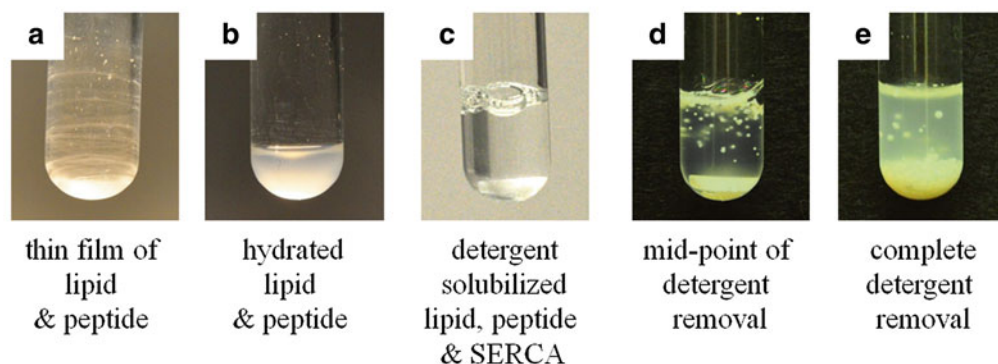 a
b
c
d
e
thin film of
lipid
& peptide
hydrated
lipid
& peptide
detergent
solubilized
lipid, peptide
& SERCA
mid-point of
detergent
removal
complete
detergent
removal